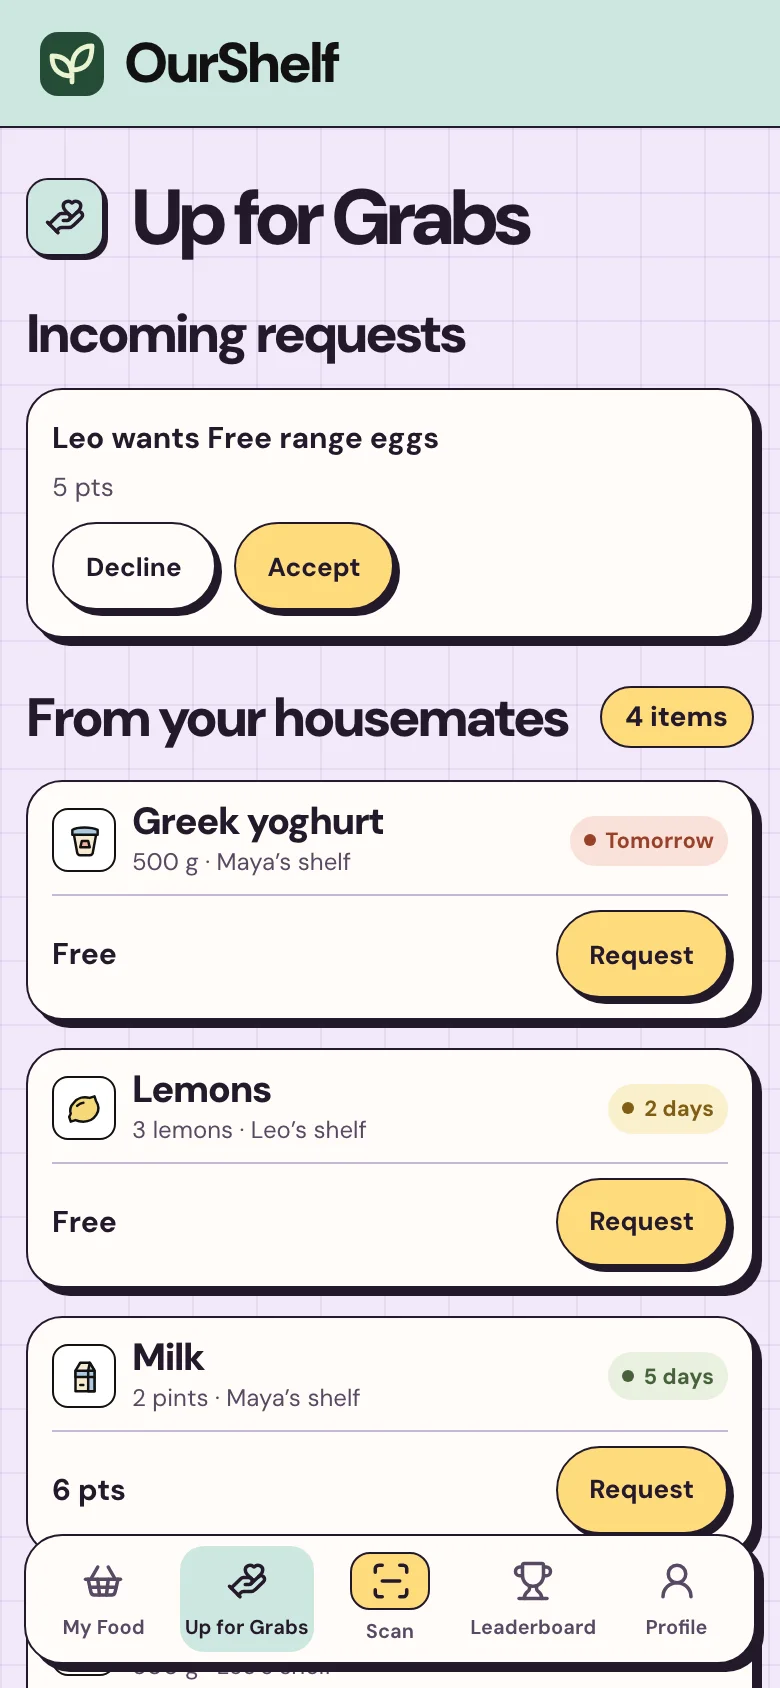 OurShelf
Up for Grabs
Incoming requests
Leo wants Free range eggs
5 pts
Decline
Accept
From your housemates
4 items
Greek yoghurt
500 g · Maya’s shelf
Tomorrow
Free
Request
Lemons
3 lemons · Leo’s shelf
2 days
Free
Request
Milk
2 pints · Maya’s shelf
5 days
6 pts
Request
My Food
Up for Grabs
Scan
Leaderboard
Profile